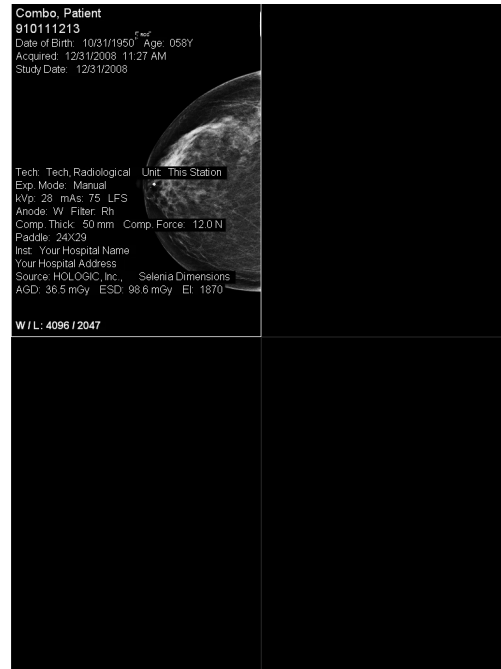 Combo, Patient
910111213
Date of Birth: 10/31/1950 Age: 058Y
Acquired: 12/31/2008 11:27 AM
Study Date: 12/31/2008
Tech: Tech, Radiological Unit: This Station
Exp. Mode: Manual
kVp: 28 mAs: 75 LFS
Anode: W Filter: Rh
Comp. Thick: 50 mm Comp. Force: 12.0 N
Paddle: 24X29
Inst: Your Hospital Name
Your Hospital Address
Source: HOLOGIC, Inc., Selenia Dimensions
AGD: 36.5 mGy ESD: 98.6 mGy EI: 1870
W / L: 4096 / 2047